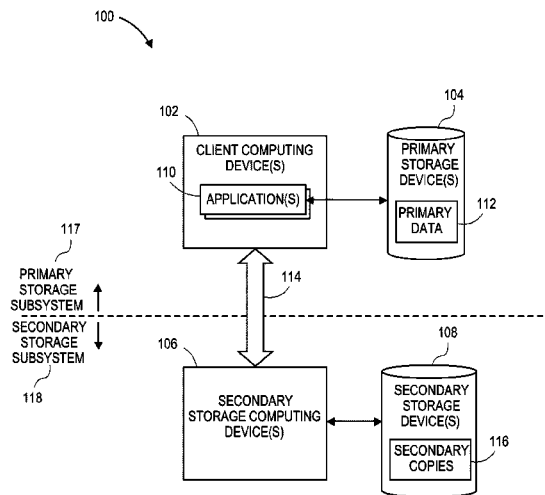 100
102
104
CLIENT COMPUTING
DEVICE(S)
110
APPLICATION(S)
PRIMARY
STORAGE
DEVICE(S)
PRIMARY
DATA
112
117
PRIMARY
STORAGE
SUBSYSTEM
114
SECONDARY
STORAGE
SUBSYSTEM
118
106
108
SECONDARY
STORAGE COMPUTING
DEVICE(S)
SECONDARY
STORAGE
DEVICE(S)
SECONDARY
COPIES
116